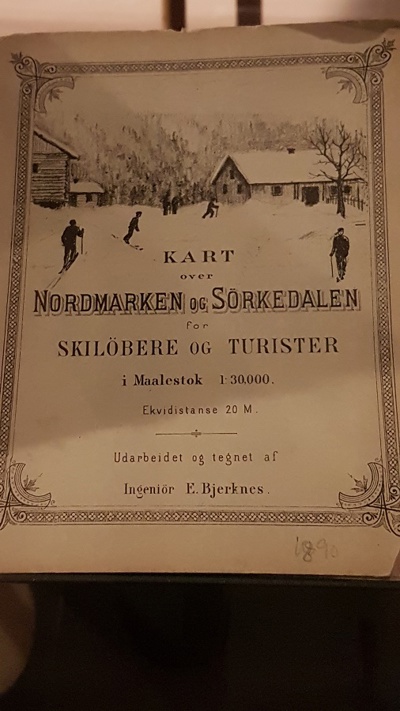 KART
over
NORDMARKEN OG SÖRKEDALEN
for
SKILÖBERE OG TURISTER
i Maalestok 1:30.000.
Ekvidistanse 20 M.
Udarbeidet og tegnet af
Ingeniör E. Bjerknes.
1890